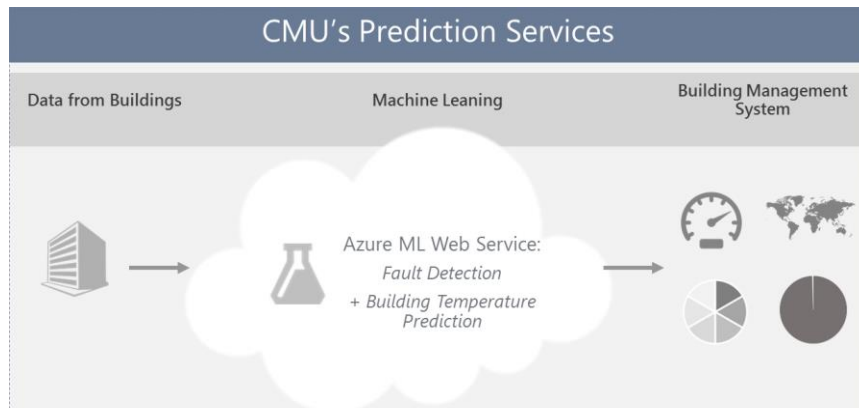 CMU's Prediction Services
Data from Buildings
Machine Leaning
Building Management
System
Azure ML Web Service:
Fault Detection
+ Building Temperature
Prediction